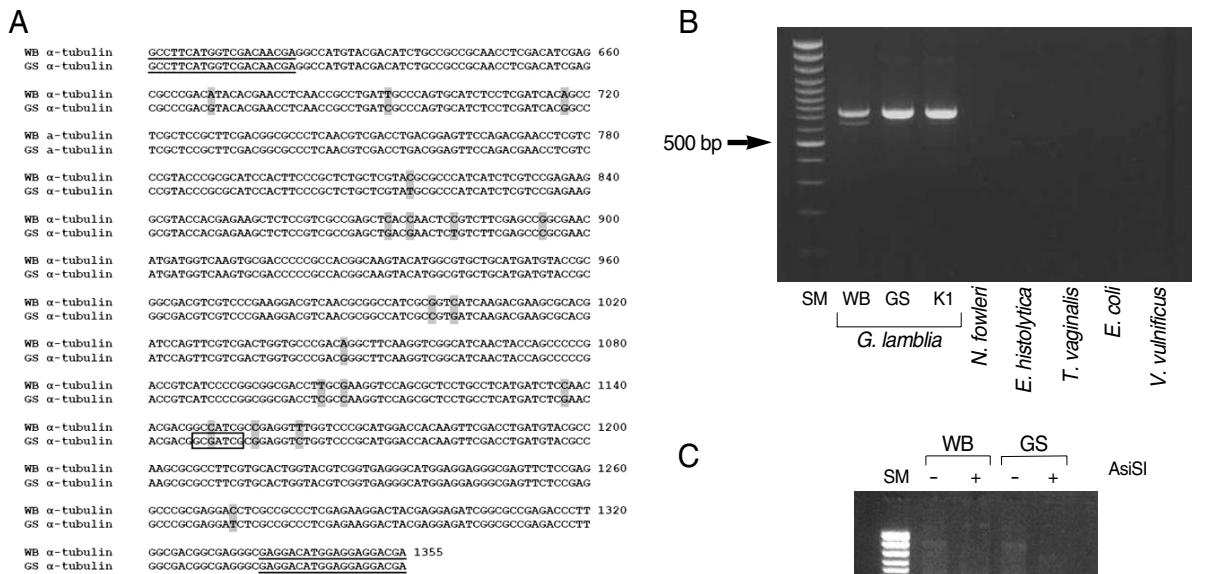 A
WB α-tubulin GCCTTCATGGTCGACAACGAGGCCATGTACGACATCTGCCGCCGCAACCTCGACATCGAG 660
GS α-tubulin GCCTTCATGGTCGACAACGAGGCCATGTACGACATCTGCCGCCGCAACCTCGACATCGAG
WB α-tubulin CGCCCGACATACACGAACCTCAACCGCCTGATTGCCCAGTGCATCTCCTCGATCACAGCC 720
GS α-tubulin CGCCCGACGTACACGAACCTCAACCGCCTGATCGCCCAGTGCATCTCCTCGATCACGGCC
WB a-tubulin TCGCTCCGCTTCGACGGCGCCCTCAACGTCGACCTGACGGAGTTCCAGACGAACCTCGTC 780
GS a-tubulin TCGCTCCGCTTCGACGGCGCCCTCAACGTCGACCTGACGGAGTTCCAGACGAACCTCGTC
WB α-tubulin CCGTACCCGCGCATCCACTTCCCGCTCTGCTCGTACGCGCCCATCATCTCGTCCGAGAAG 840
GS α-tubulin CCGTACCCGCGCATCCACTTCCCGCTCTGCTCGTATGCGCCCATCATCTCGTCCGAGAAG
WB α-tubulin GCGTACCACGAGAAGCTCTCCGTCGCCGAGCTCACCAACTCCGTCTTCGAGCCGGCGAAC 900
GS α-tubulin GCGTACCACGAGAAGCTCTCCGTCGCCGAGCTGACGAACTCTGTCTTCGAGCCCGCGAAC
WB α-tubulin ATGATGGTCAAGTGCGACCCCCGCCACGGCAAGTACATGGCGTGCTGCATGATGTACCGC 960
GS α-tubulin ATGATGGTCAAGTGCGACCCCCGCCACGGCAAGTACATGGCGTGCTGCATGATGTACCGC
WB α-tubulin GGCGACGTCGTCCCGAAGGACGTCAACGCGGCCATCGCGGTCATCAAGACGAAGCGCACG 1020
GS α-tubulin GGCGACGTCGTCCCGAAGGACGTCAACGCGGCCATCGCCGTGATCAAGACGAAGCGCACG
WB α-tubulin ATCCAGTTCGTCGACTGGTGCCCGACAGGCTTCAAGGTCGGCATCAACTACCAGCCCCCG 1080
GS α-tubulin ATCCAGTTCGTCGACTGGTGCCCGACGGGCTTCAAGGTCGGCATCAACTACCAGCCCCCG
WB α-tubulin ACCGTCATCCCCGGCGGCGACCTTGCGAAGGTCCAGCGCTCCTGCCTCATGATCTCCAAC 1140
GS α-tubulin ACCGTCATCCCCGGCGGCGACCTCGCCAAGGTCCAGCGCTCCTGCCTCATGATCTCGAAC
WB α-tubulin ACGACGGCCATCGCCGAGGTTTGGTCCCGCATGGACCACAAGTTCGACCTGATGTACGCC 1200
GS α-tubulin ACGACGGCGATCGCGGAGGTCTGGTCCCGCATGGACCACAAGTTCGACCTGATGTACGCC
WB α-tubulin AAGCGCGCCTTCGTGCACTGGTACGTCGGTGAGGGCATGGAGGAGGGCGAGTTCTCCGAG 1260
GS α-tubulin AAGCGCGCCTTCGTGCACTGGTACGTCGGTGAGGGCATGGAGGAGGGCGAGTTCTCCGAG
WB α-tubulin GCCCGCGAGGACCTCGCCGCCCTCGAGAAGGACTACGAGGAGATCGGCGCCGAGACCCTT 1320
GS α-tubulin GCCCGCGAGGATCTCGCCGCCCTCGAGAAGGACTACGAGGAGATCGGCGCCGAGACCCTT
WB α-tubulin GGCGACGGCGAGGGCGAGGACATGGAGGAGGACGA 1355
GS α-tubulin GGCGACGGCGAGGGCGAGGACATGGAGGAGGACGA
B
500 bp
SM WB GS K1
G. lamblia
N. fowleri
E. histolytica
T. vaginalis
E. coli
V. vulnificus
C
WB GS
SM - + - + AsiSI